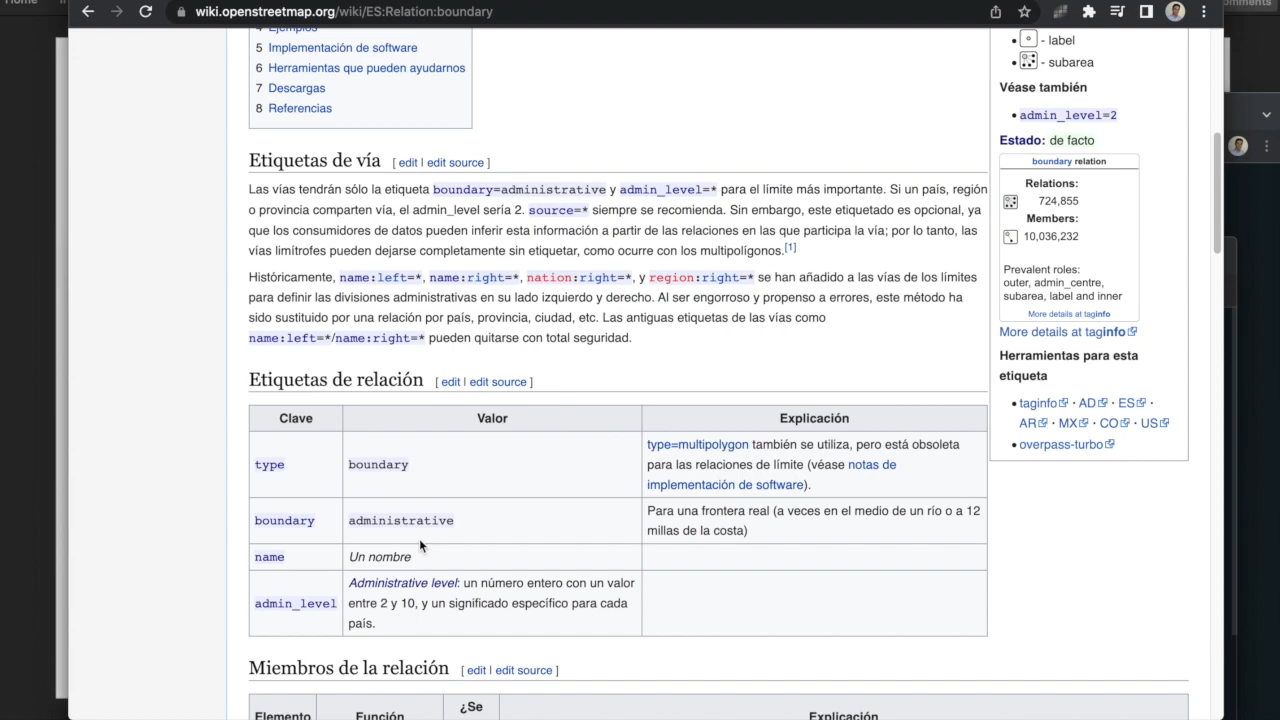 Home
omments
wiki.openstreetmap.org/wiki/ES:Relation:boundary
4 Ejemplos
5 Implementación de software
6 Herramientas que pueden ayudarnos
7 Descargas
8 Referencias
Etiquetas de vía [ edit | edit source ]
Las vías tendrán sólo la etiqueta boundary=administrative y admin_level=* para el límite más importante. Si un país, región
o provincia comparten vía, el admin_level sería 2. source=* siempre se recomienda. Sin embargo, este etiquetado es opcional, ya
que los consumidores de datos pueden inferir esta información a partir de las relaciones en las que participa la vía; por lo tanto, las
vías limítrofes pueden dejarse completamente sin etiquetar, como ocurre con los multipolígonos.[1]
Históricamente, name:left=*, name:right=*, nation:right=*, y region:right=* se han añadido a las vías de los límites
para definir las divisiones administrativas en su lado izquierdo y derecho. Al ser engorroso y propenso a errores, este método ha
sido sustituido por una relación por país, provincia, ciudad, etc. Las antiguas etiquetas de las vías como
name:left=*/name:right=* pueden quitarse con total seguridad.
Etiquetas de relación [ edit | edit source ]
Clave Valor Explicación
type boundary type=multipolygon también se utiliza, pero está obsoleta
para las relaciones de límite (véase notas de
implementación de software).
boundary administrative Para una frontera real (a veces en el medio de un río o a 12
millas de la costa)
name Un nombre
admin_level Administrative level: un número entero con un valor
entre 2 y 10, y un significado específico para cada
país.
Miembros de la relación [ edit | edit source ]
Elemento Función ¿Se Explicación
- label
- subarea
Véase también
admin_level=2
Estado: de facto
boundary relation
Relations:
724,855
Members:
10,036,232
Prevalent roles:
outer, admin_centre,
subarea, label and inner
More details at taginfo
More details at taginfo
Herramientas para esta
etiqueta
taginfo · AD · ES ·
AR · MX · CO · US
overpass-turbo